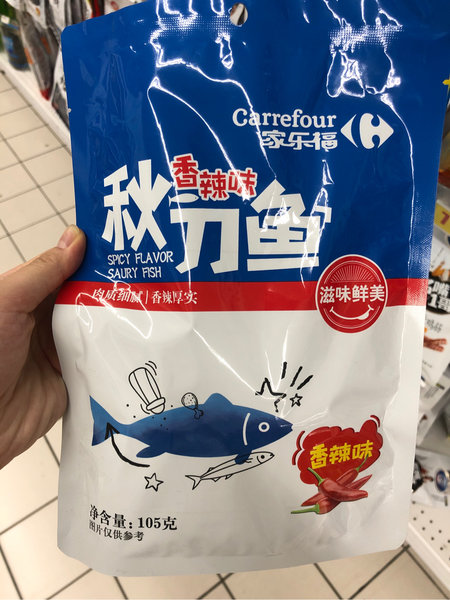 Carrefour
家乐福
香辣味
秋刀鱼
SPICY FLAVOR
SAURY FISH
肉质细腻|香辣厚实
滋味鲜美
香辣味
净含量：105克
图片仅供参考